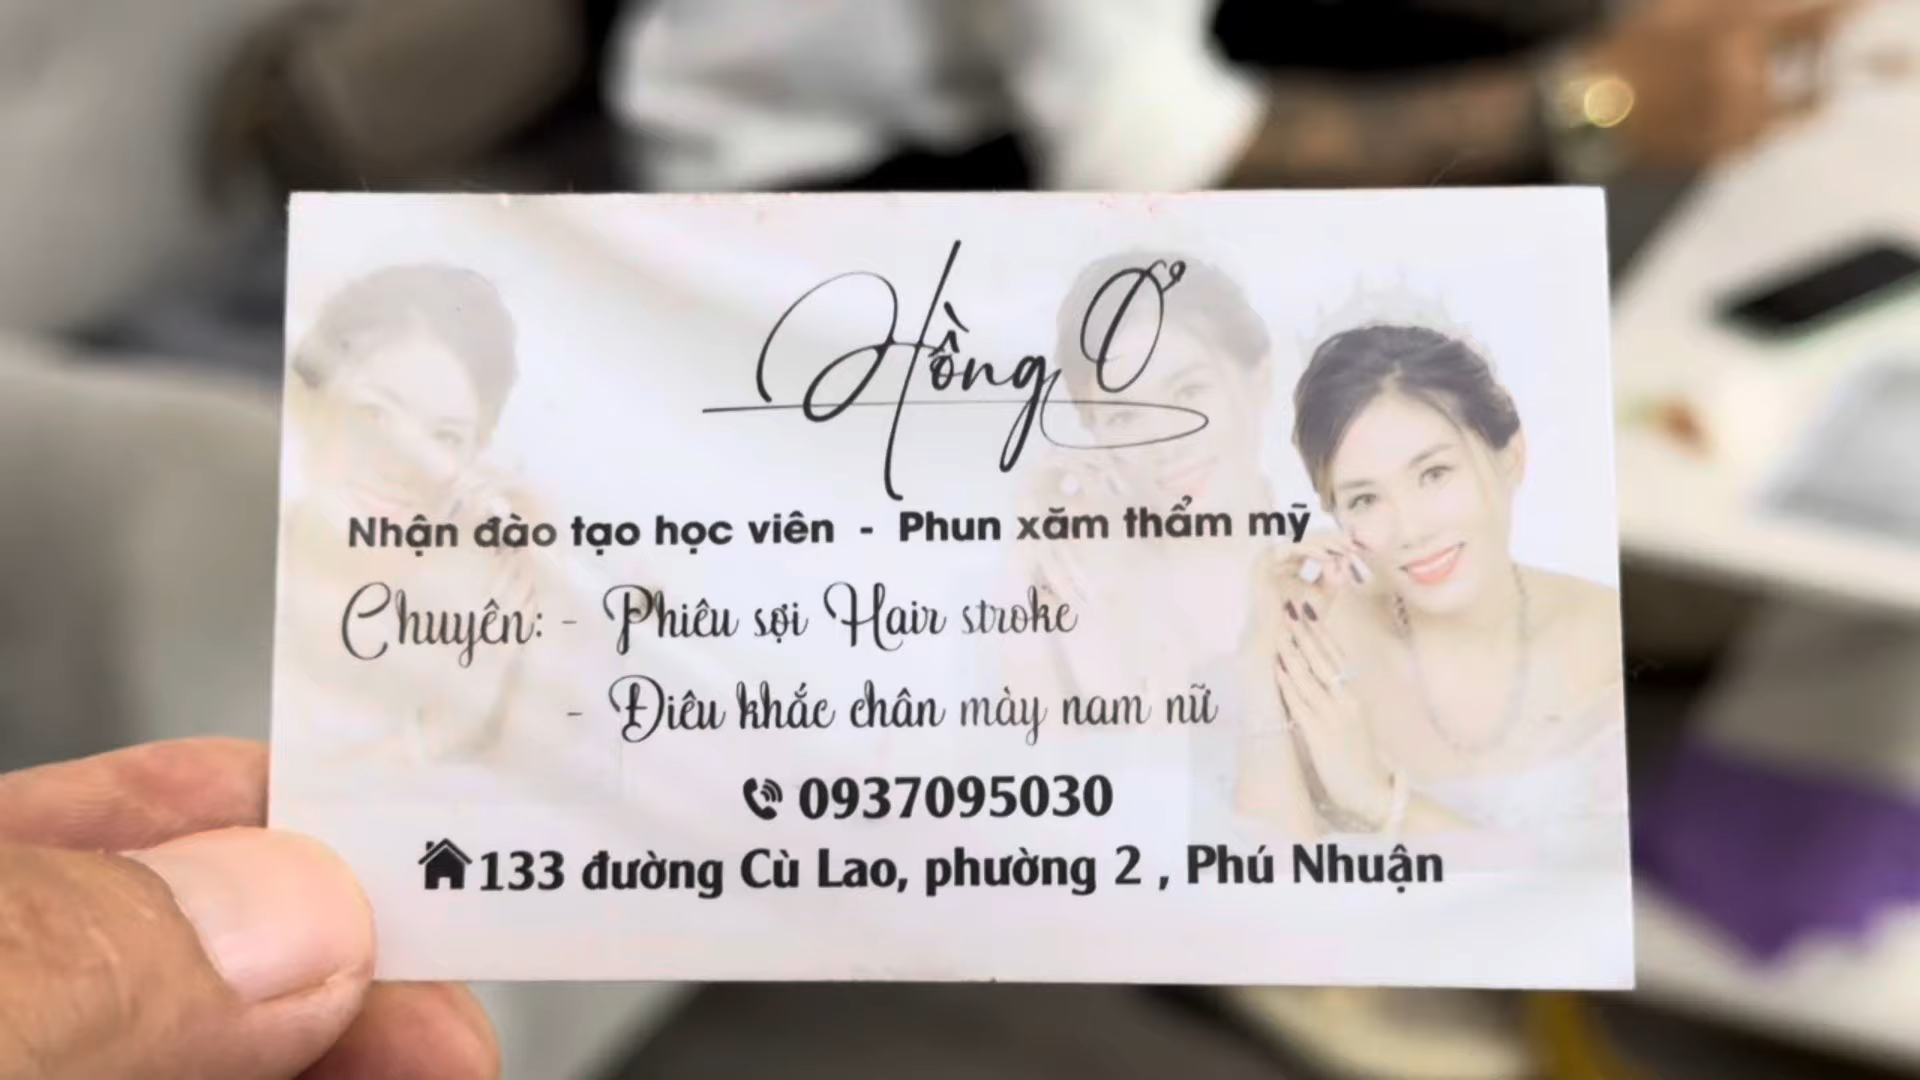 Hồng Ơ
Nhận đào tạo học viên - Phun xăm thẩm mỹ
Chuyên: - Phiêu sợi Hair stroke
- Điêu khắc chân mày nam nữ
0937095030
133 đường Cù Lao, phường 2 , Phú Nhuận